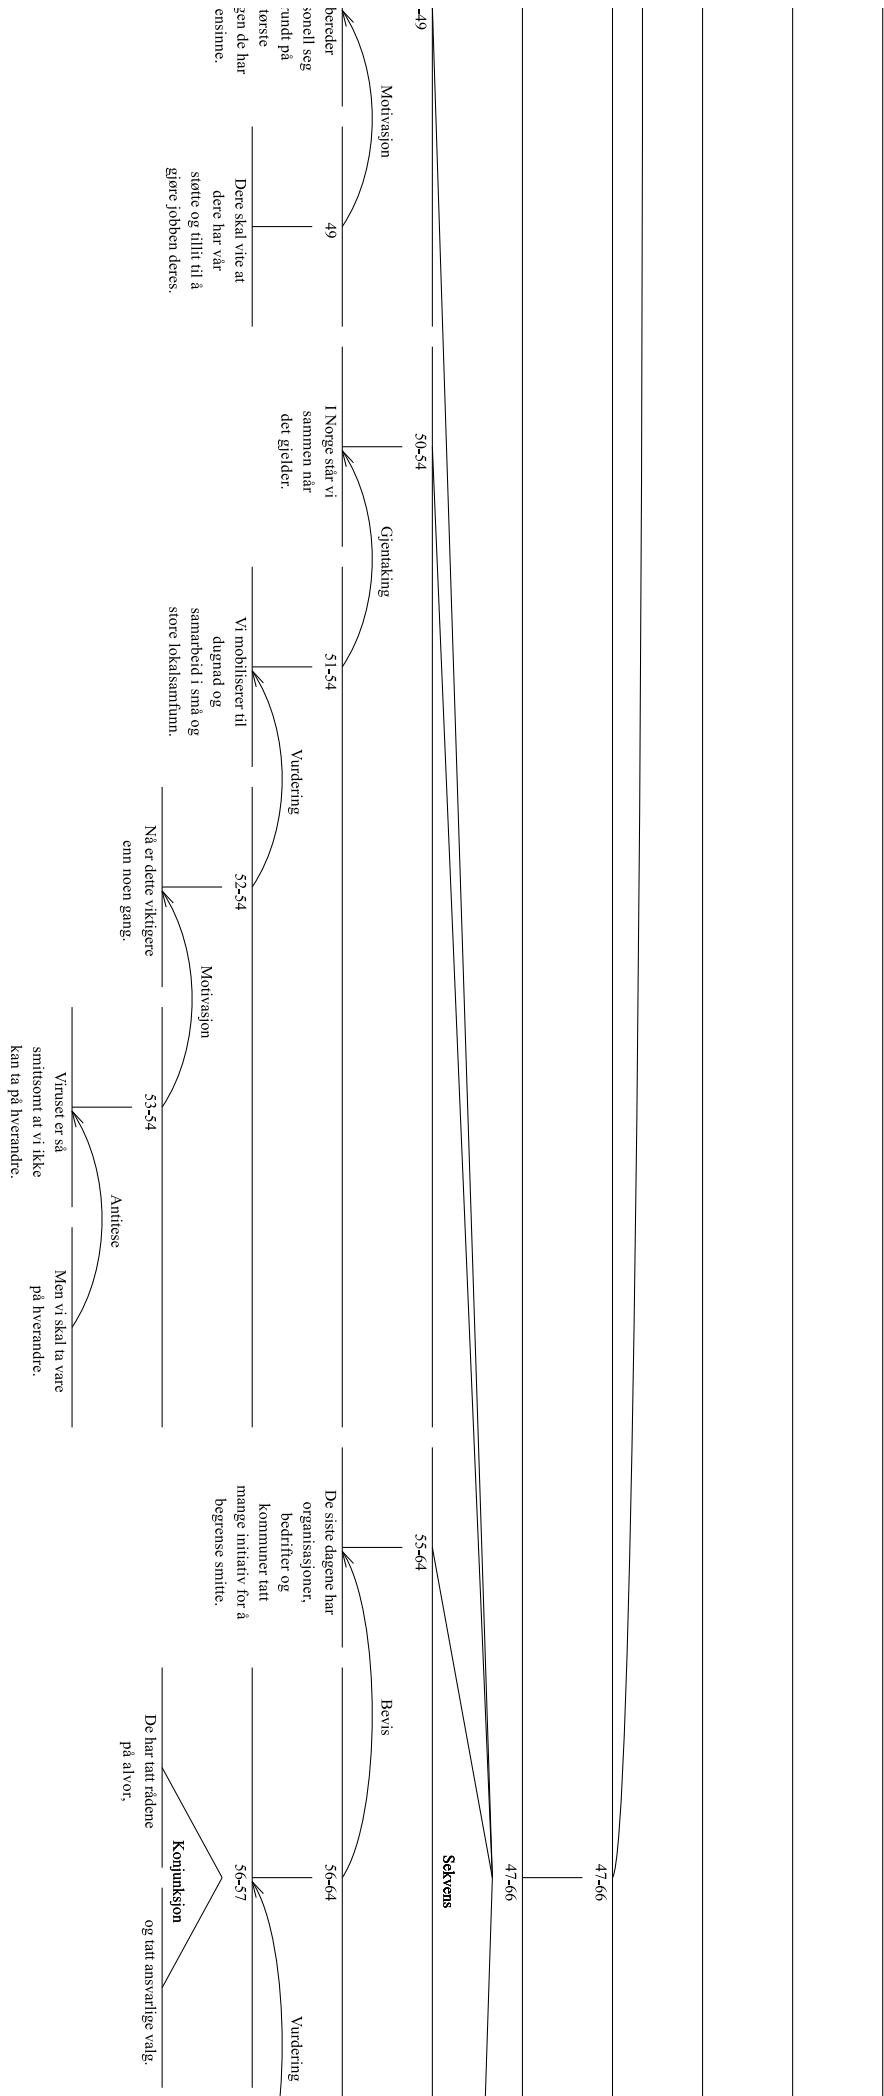 47-66
47-66
Sekvens
-49
50-54
55-64
Motivasjon
Gjentaking
Bevis
bereder
sonell seg
rundt på
gen de har
ensinne.
49
I Norge står vi
sammen når
det gjelder.
51-54
De siste dagene har
organisasjoner,
bedrifter og
kommuner tatt
mange initiativ for å
begrense smitte.
56-64
Vurdering
Vurdering
Dere skal vite at
dere har vår
støtte og tillit til å
gjøre jobben deres.
Vi mobiliserer til
dugnad og
samarbeid i små og
store lokalsamfunn.
52-54
56-57
Motivasjon
Konjunksjon
Nå er dette viktigere
enn noen gang.
53-54
De har tatt rådene
på alvor,
og tatt ansvarlige valg.
Antitese
Viruset er så
smittsomt at vi ikke
kan ta på hverandre.
Men vi skal ta vare
på hverandre.